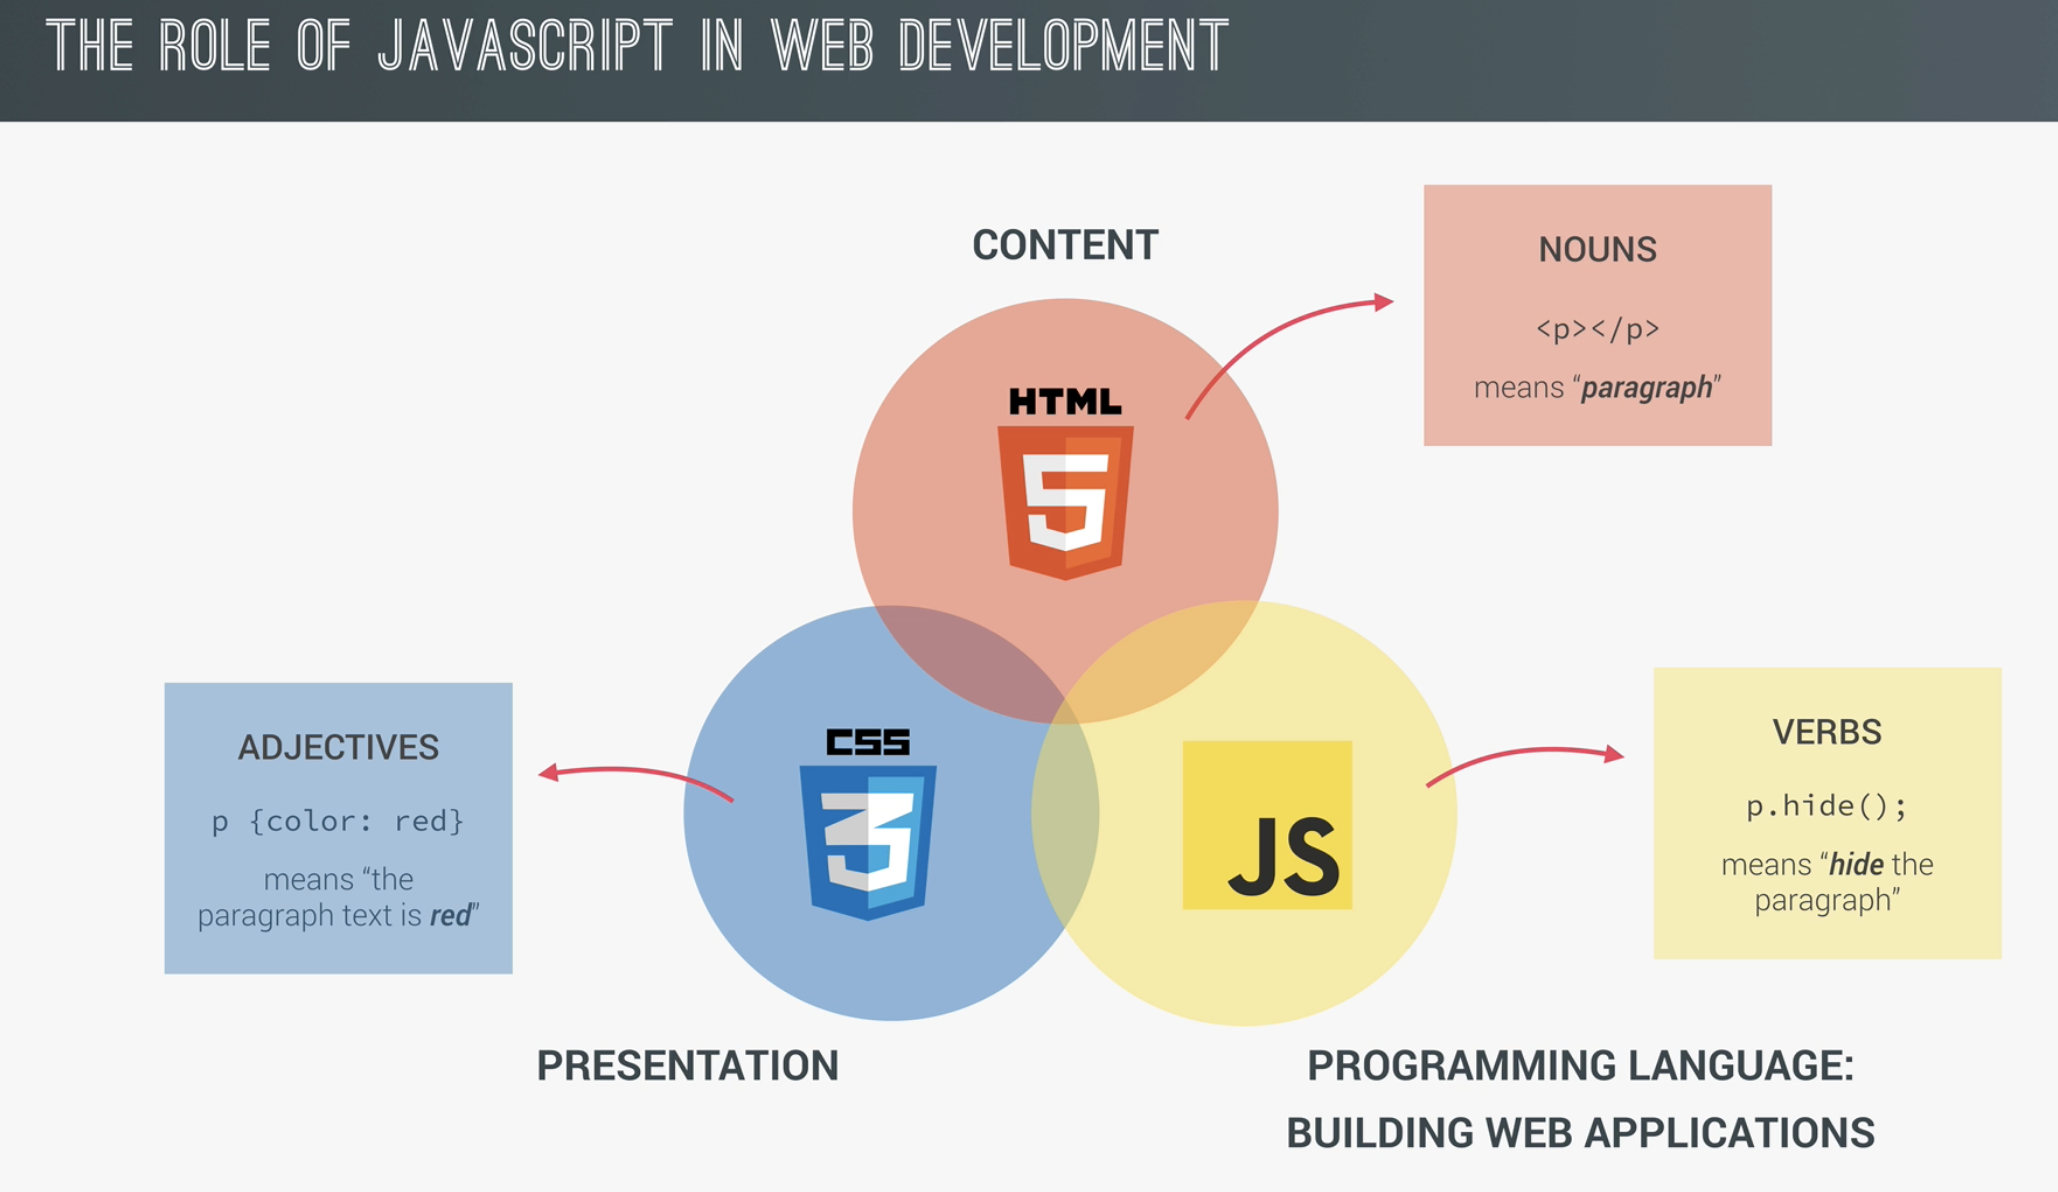 THE ROLE OF JAVASCRIPT IN WEB DEVELOPMENT
CONTENT
NOUNS
<p></p>
means “paragraph”
HTML
5
ADJECTIVES
p {color: red}
means “the
paragraph text is red”
CSS
3
JS
VERBS
p.hide();
means “hide the
paragraph”
PRESENTATION
PROGRAMMING LANGUAGE:
BUILDING WEB APPLICATIONS